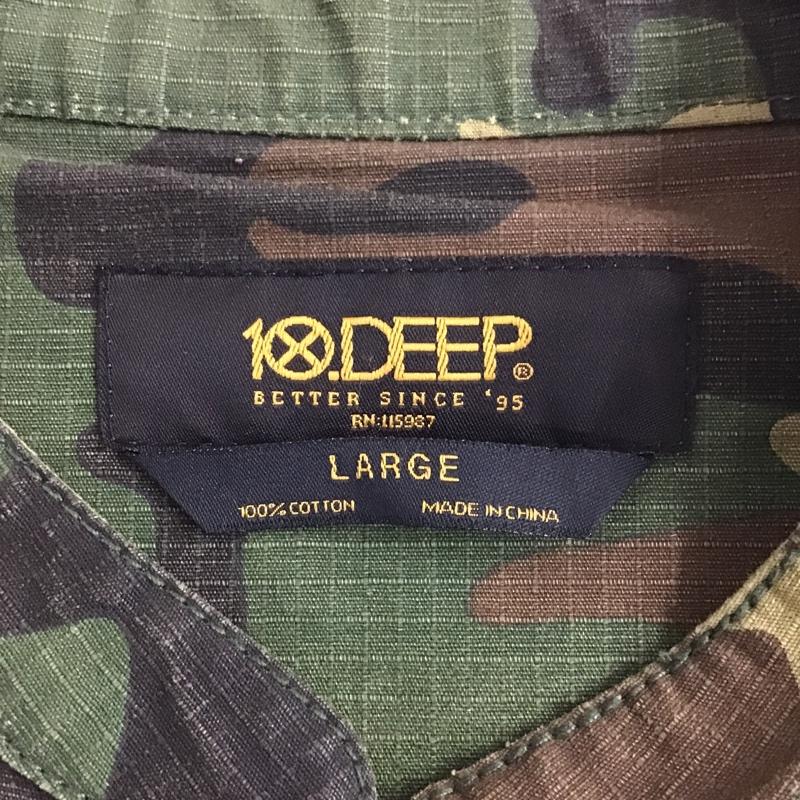 10.DEEP®
BETTER SINCE '95
RN:115987
LARGE
100% COTTON MADE IN CHINA